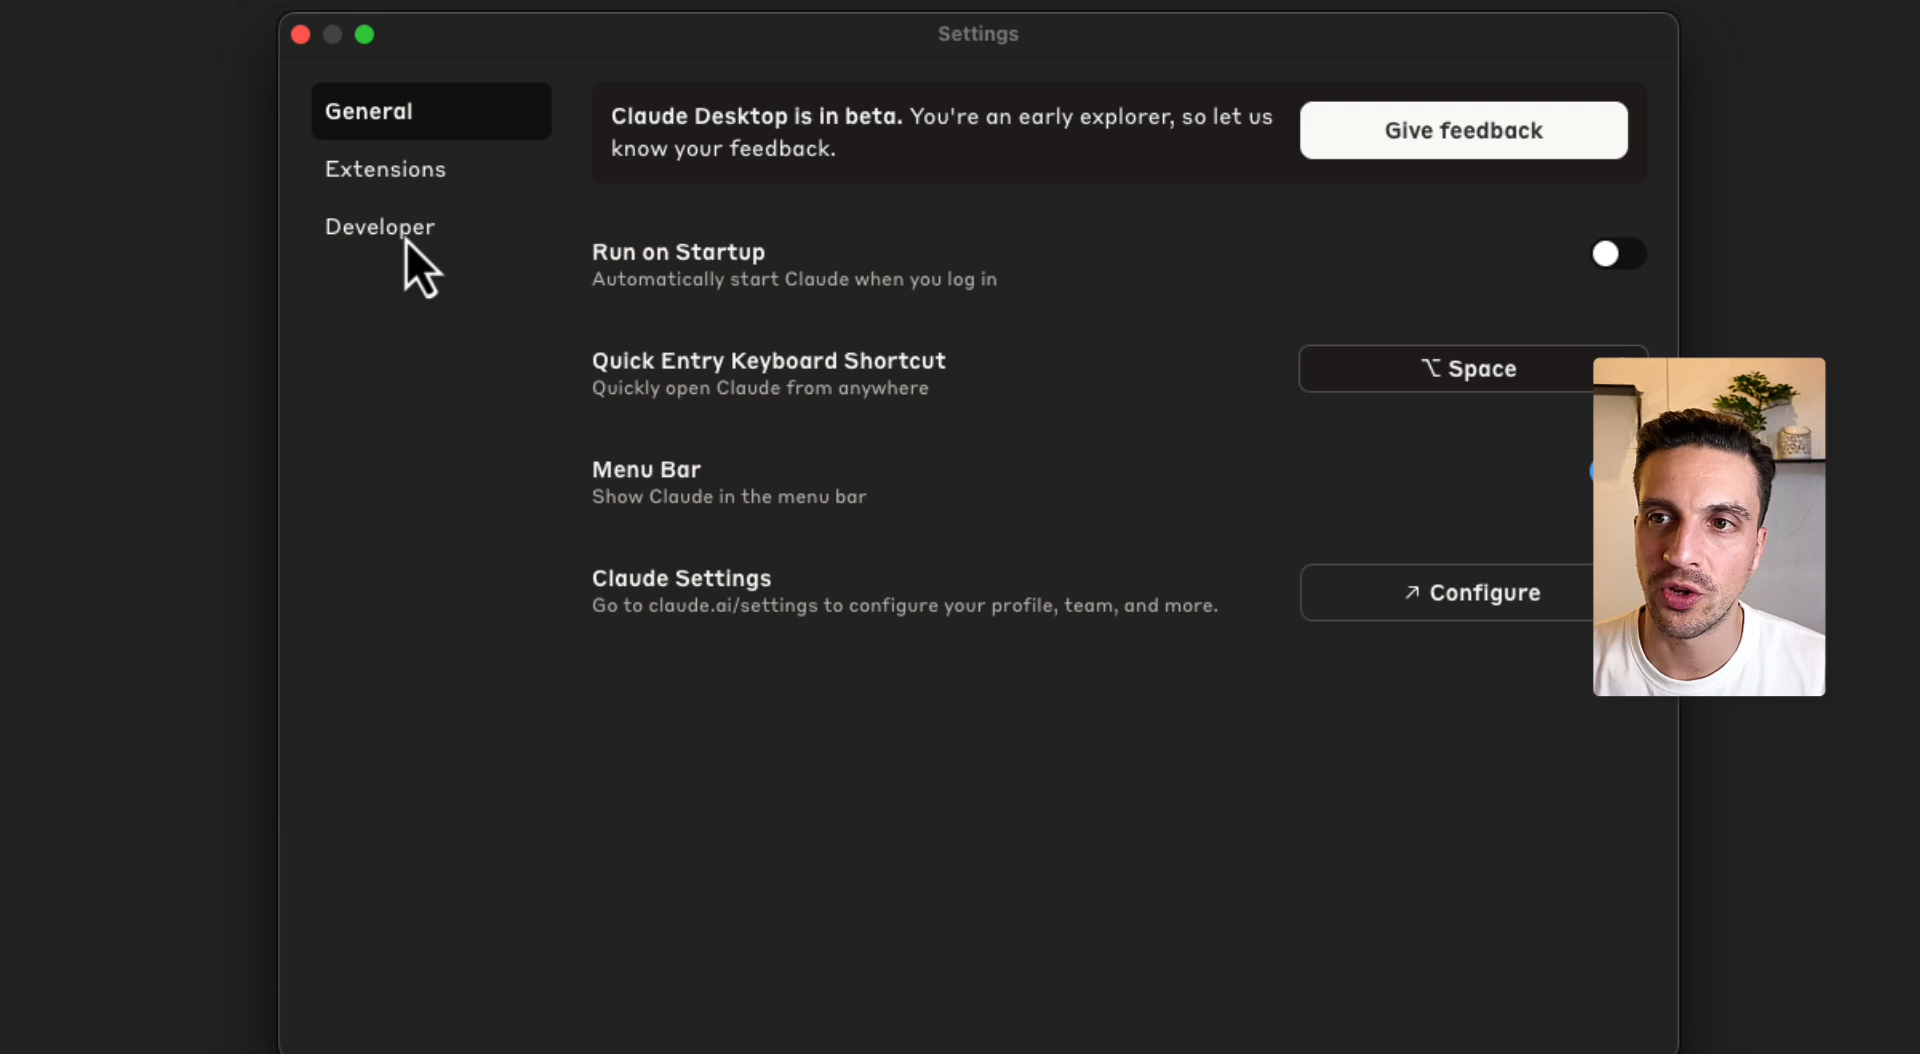 Settings
General
Extensions
Developer
Claude Desktop is in beta. You're an early explorer, so let us
know your feedback.
Give feedback
Run on Startup
Automatically start Claude when you log in
Quick Entry Keyboard Shortcut
Quickly open Claude from anywhere
⌥ Space
Menu Bar
Show Claude in the menu bar
Claude Settings
Go to claude.ai/settings to configure your profile, team, and more.
↗ Configure